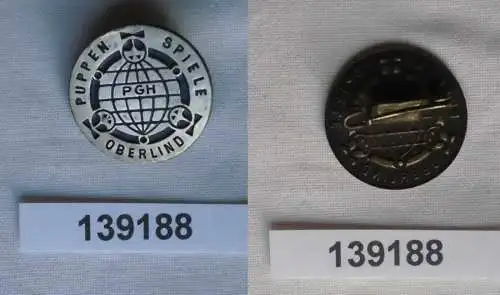 PUPPEN SPIELE
PGH
OBERLIND
139188
139188